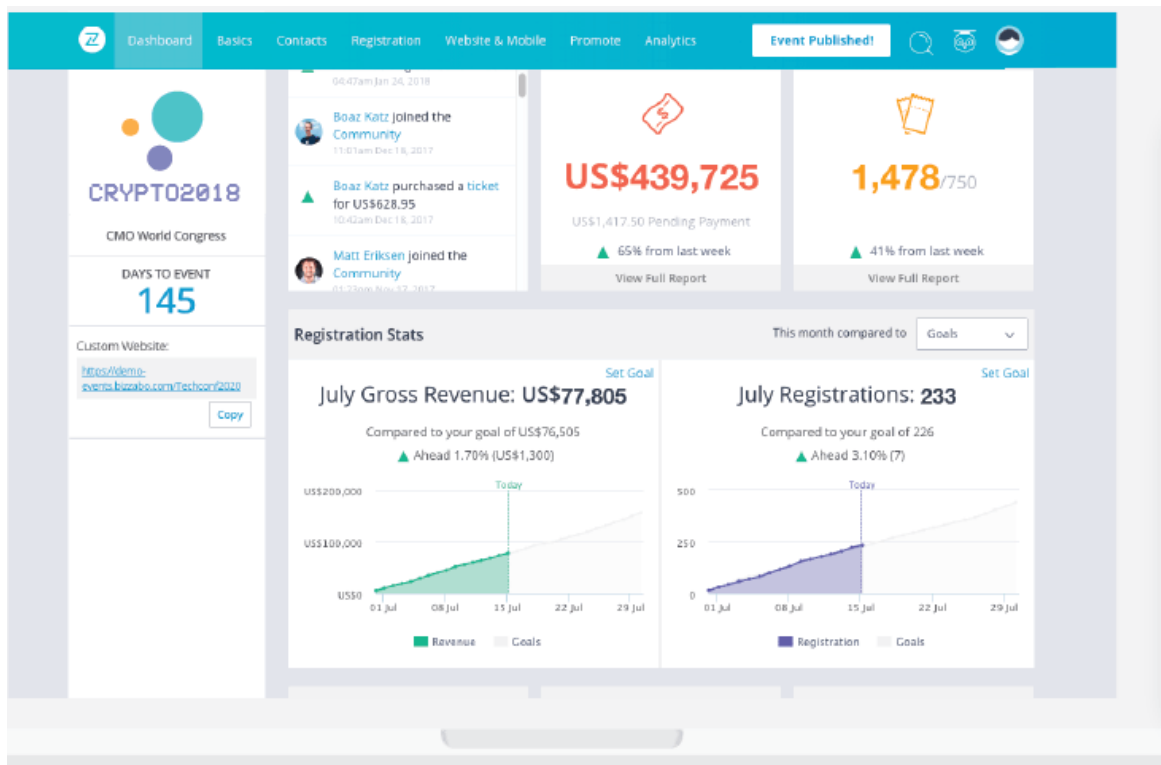 Dashboard
Basics
Contacts
Registration
Website & Mobile
Promote
Analytics
Event Published!
CRYPTO2018
CMO World Congress
DAYS TO EVENT
145
Custom Website:
https://demo-
events.bizzabo.com/Techconf2020
Copy
04:47am Jan 24, 2018
Boaz Katz joined the
Community
11:01am Dec 18, 2017
Boaz Katz purchased a ticket
for US$628.95
10:42am Dec 18, 2017
Matt Eriksen joined the
Community
US$439,725
US$1,417.50 Pending Payment
65% from last week
View Full Report
1,478/750
41% from last week
View Full Report
Registration Stats
This month compared to
Goals
Set Goal
July Gross Revenue: US$77,805
Compared to your goal of US$76,505
Ahead 1.70% (US$1,300)
Today
US$200,000
US$100,000
US$0
01 Jul
08 Jul
15 Jul
22 Jul
29 Jul
Revenue
Goals
Set Goal
July Registrations: 233
Compared to your goal of 226
Ahead 3.10% (7)
Today
500
250
0
01 Jul
08 Jul
15 Jul
22 Jul
29 Jul
Registration
Goals